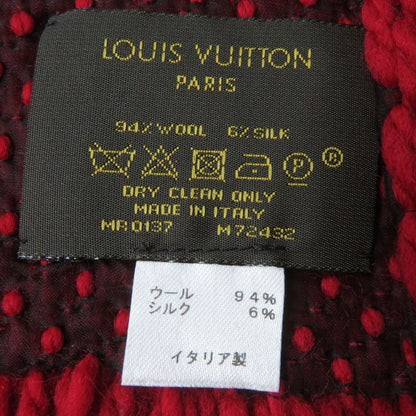 LOUIS VUITTON
PARIS
94% WOOL 6% SILK
P R
DRY CLEAN ONLY
MADE IN ITALY
MR0137 M72432
ウール 94%
シルク 6%
イタリア製